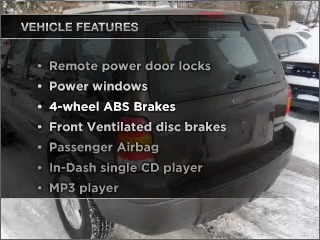 VEHICLE FEATURES
• Remote power door locks
• Power windows
• 4-wheel ABS Brakes
• Front Ventilated disc brakes
• Passenger Airbag
• In-Dash single CD player
• MP3 player